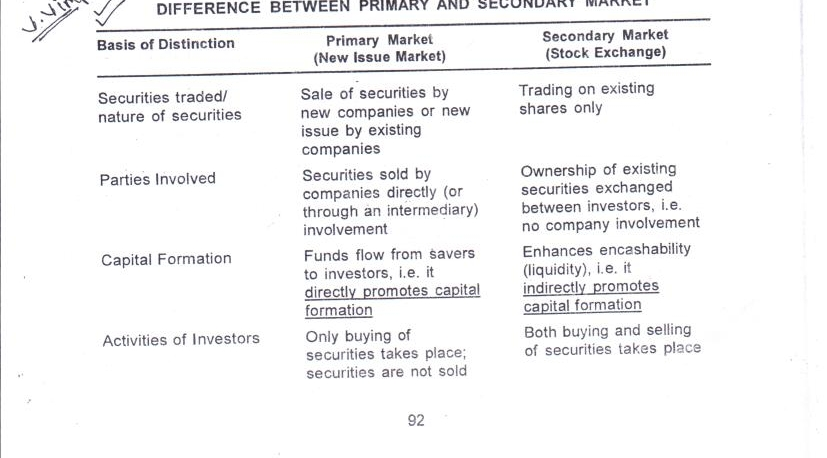 V.Vimp
DIFFERENCE BETWEEN PRIMARY AND SECONDARY MARKET
Basis of Distinction
Primary Market
(New Issue Market)
Secondary Market
(Stock Exchange)
Securities traded/
nature of securities
Sale of securities by
new companies or new
issue by existing
companies
Trading on existing
shares only
Parties Involved
Securities sold by
companies directly (or
through an intermediary)
involvement
Ownership of existing
securities exchanged
between investors, i.e.
no company involvement
Capital Formation
Funds flow from savers
to investors, i.e. it
directly promotes capital
formation
Enhances encashability
(liquidity), i.e. it
indirectly promotes
capital formation
Activities of Investors
Only buying of
securities takes place;
securities are not sold
Both buying and selling
of securities takes place
92